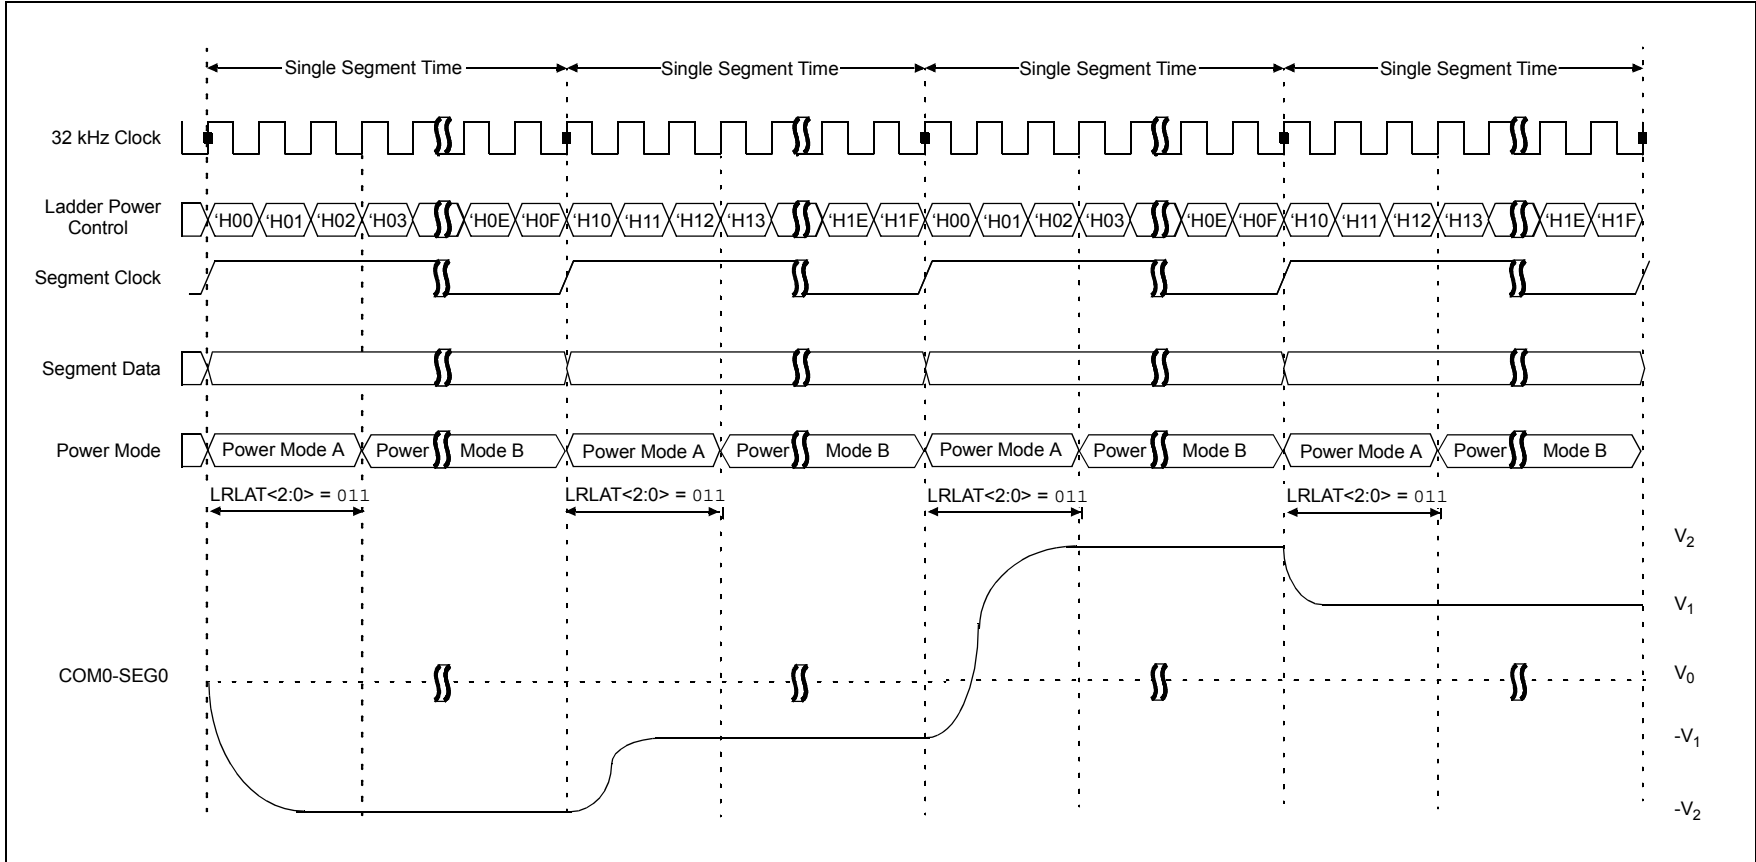 Single Segment Time Single Segment Time Single Segment Time Single Segment Time
32 kHz Clock
Ladder Power
Control
‘H00 ‘H01 ‘H02 ‘H03 ‘H0E ‘H0F ‘H10 ‘H11 ‘H12 ‘H13 ‘H1E ‘H1F ‘H00 ‘H01 ‘H02 ‘H03 ‘H0E ‘H0F ‘H10 ‘H11 ‘H12 ‘H13 ‘H1E ‘H1F
Segment Clock
Segment Data
Power Mode Power Mode A Power Mode B Power Mode A Power Mode B Power Mode A Power Mode B Power Mode A Power Mode B
LRLAT<2:0> = 011 LRLAT<2:0> = 011 LRLAT<2:0> = 011 LRLAT<2:0> = 011
V2
V1
COM0-SEG0 V0
-V1
-V2